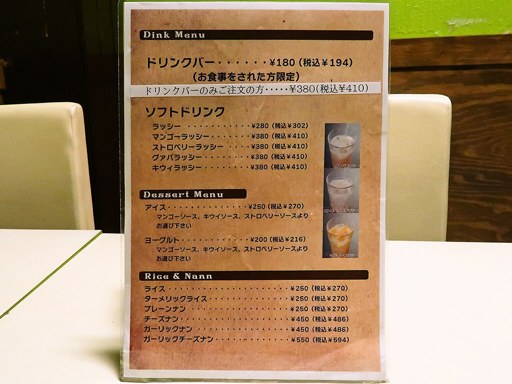 Dink Menu
ドリンクバー・・・・・・¥180(税込¥194)
(お食事をされた方限定)
ドリンクバーのみご注文の方・・・・・¥380(税込¥410)
ソフトドリンク
ラッシー ・・・・・・・・・・・¥280(税込¥302)
マンゴーラッシー・・・・・・・¥380(税込¥410)
ストロベリーラッシー・・・・・¥380(税込¥410)
グァバラッシー・・・・・・・・¥380(税込¥410)
キウィラッシー・・・・・・・・¥380(税込¥410)
Dessert Menu
アイス・・・・・・・・・・・・・・¥250(税込¥270)
マンゴーソース、キウイソース、ストロベリーソースより
お選び下さい
ヨーグルト・・・・・・・・・・・・¥200(税込¥216)
マンゴーソース、キウイソース、ストロベリーソースより
お選び下さい
Rice & Nann
ライス・・・・・・・・・・・・・・・・・・・・・¥250(税込¥270)
ターメリックライス・・・・・・・・・・・・¥250(税込¥270)
プレーンナン・・・・・・・・・・・・・・・・・¥250(税込¥270)
チーズナン・・・・・・・・・・・・・・・・・・¥450(税込¥486)
ガーリックナン・・・・・・・・・・・・・・・¥450(税込¥486)
ガーリックチーズナン・・・・・・・・・・¥550(税込¥594)